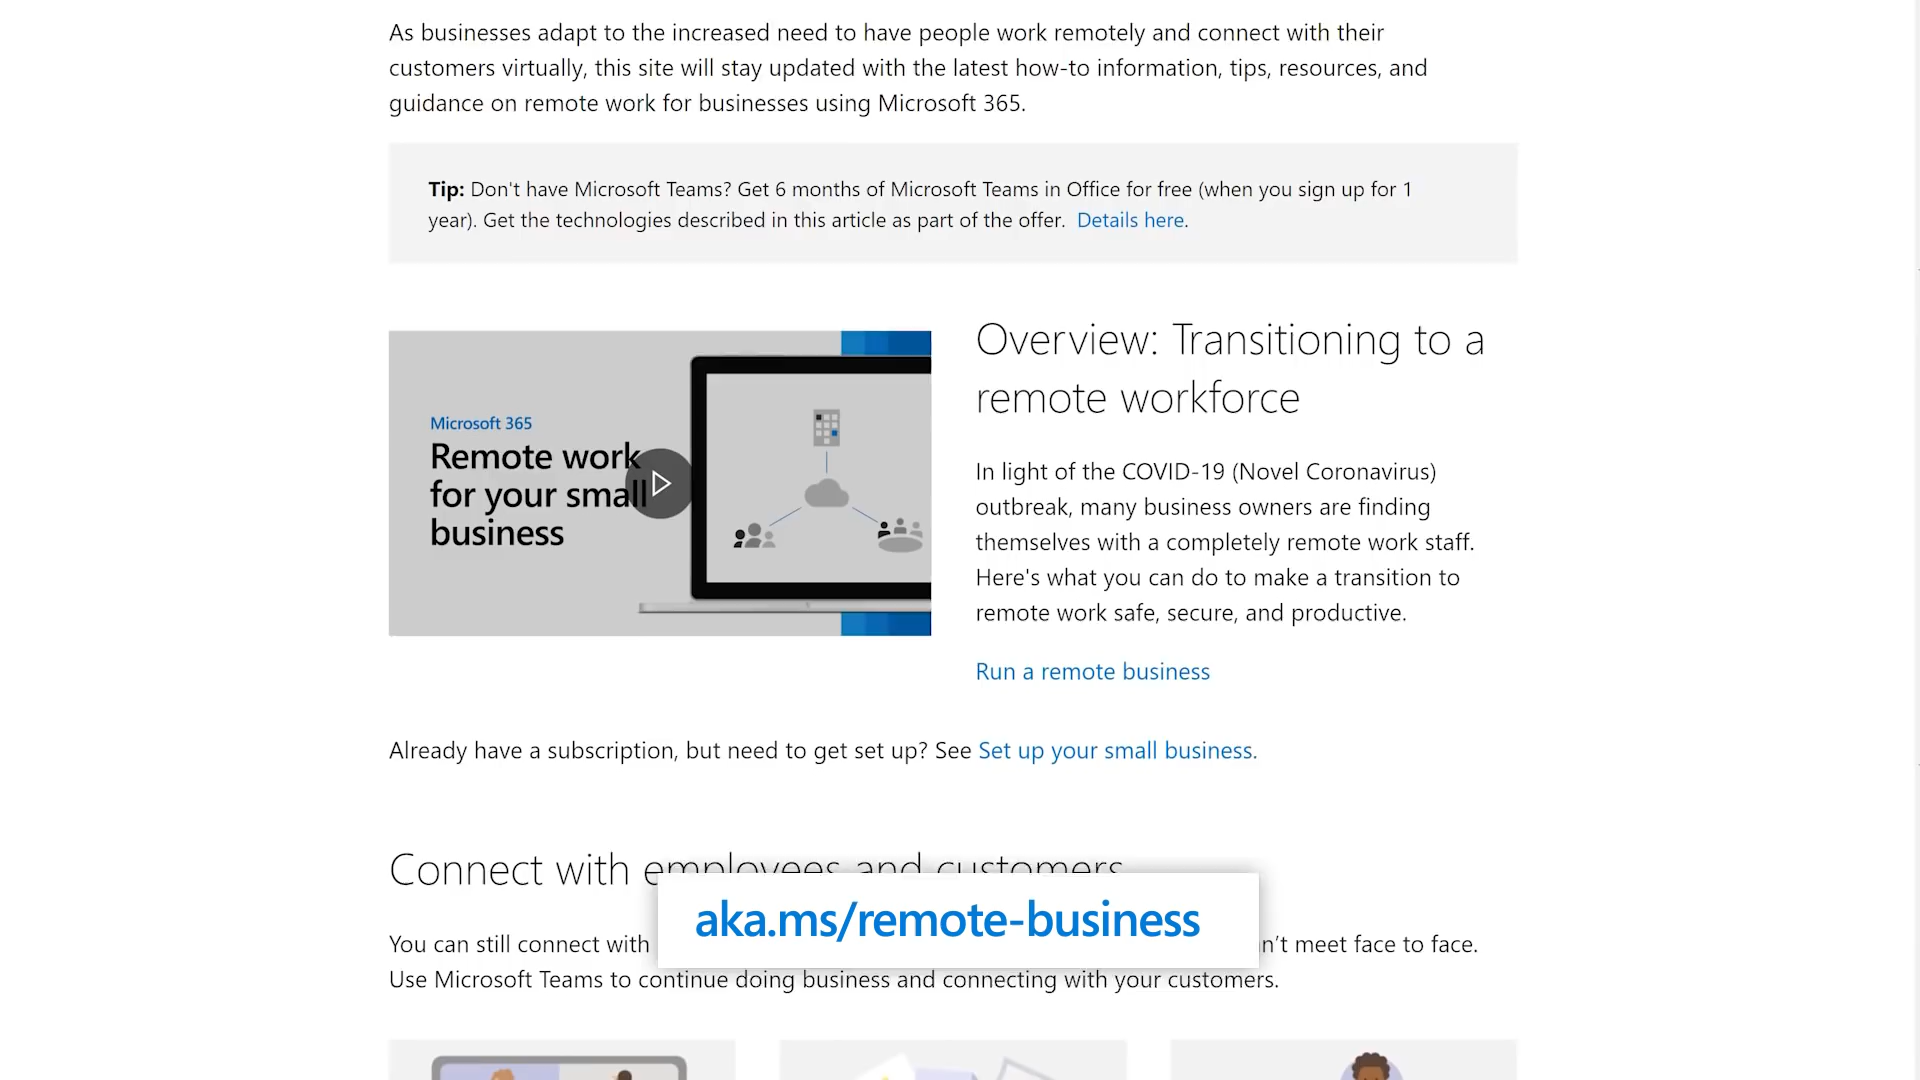 As businesses adapt to the increased need to have people work remotely and connect with their
customers virtually, this site will stay updated with the latest how-to information, tips, resources, and
guidance on remote work for businesses using Microsoft 365.
Tip: Don't have Microsoft Teams? Get 6 months of Microsoft Teams in Office for free (when you sign up for 1
year). Get the technologies described in this article as part of the offer. Details here.
Microsoft 365
Remote work
for your small
business
Overview: Transitioning to a
remote workforce
In light of the COVID-19 (Novel Coronavirus)
outbreak, many business owners are finding
themselves with a completely remote work staff.
Here's what you can do to make a transition to
remote work safe, secure, and productive.
Run a remote business
Already have a subscription, but need to get set up? See Set up your small business.
Connect with employees and customers
aka.ms/remote-business
You can still connect with n’t meet face to face.
Use Microsoft Teams to continue doing business and connecting with your customers.